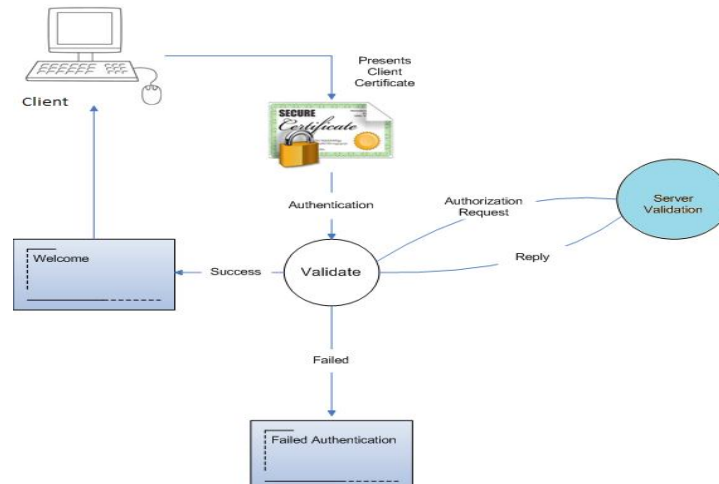 Client
Presents
Client
Certificate
SECURE
Certificate
Authentication
Authorization
Request
Server
Validation
Welcome
Success
Validate
Reply
Failed
Failed Authentication